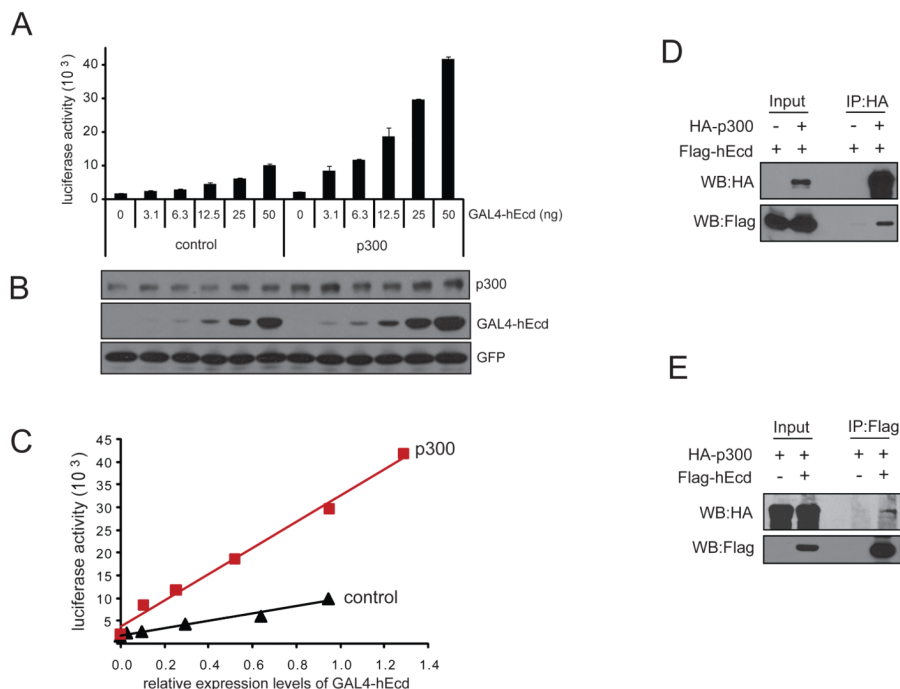 A
luciferase activity (10 3)
40
30
20
10
0
0 3.1 6.3 12.5 25 50 0 3.1 6.3 12.5 25 50 GAL4-hEcd (ng)
control p300
B
p300
GAL4-hEcd
GFP
C
luciferase activity (10 3)
45
40
35
30
25
20
15
10
5
0.0 0.2 0.4 0.6 0.8 1.0 1.2 1.4
relative expression levels of GAL4-hEcd
p300
control
D
Input IP:HA
HA-p300 - + - +
Flag-hEcd + + + +
WB:HA
WB:Flag
E
Input IP:Flag
HA-p300 + + + +
Flag-hEcd - + - +
WB:HA
WB:Flag